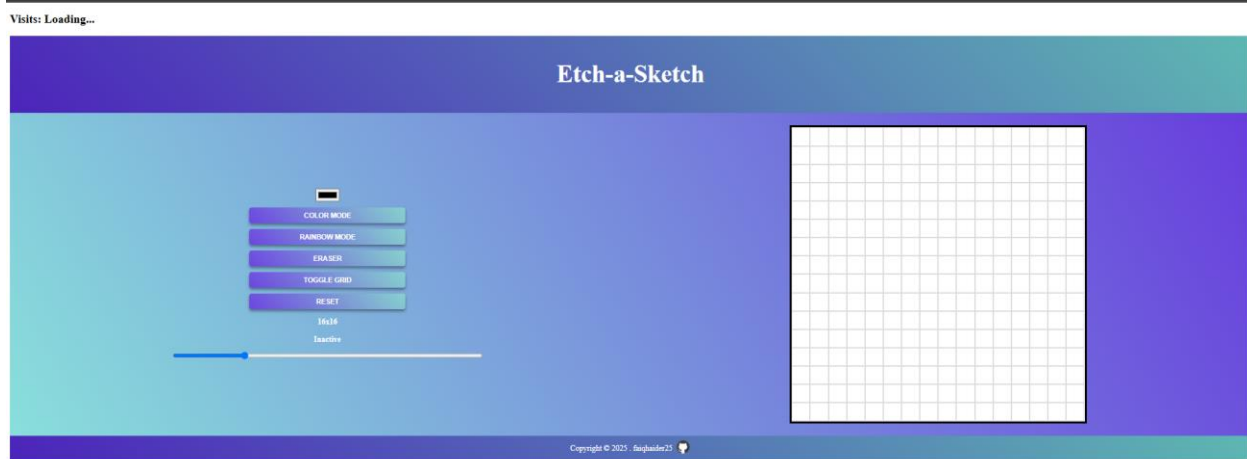 Visits: Loading...
Etch-a-Sketch
COLOR MODE
RAINBOW MODE
ERASER
TOGGLE GRID
RESET
16x16
Inactive
Copyright © 2025 . faiqhaider25